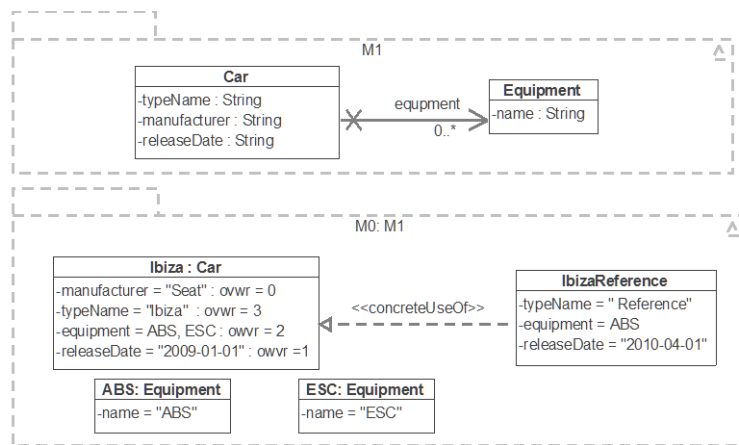 M1
Car
-typeName : String
-manufacturer : String
-releaseDate : String
equpment
0..*
Equipment
-name : String
M0: M1
Ibiza : Car
-manufacturer = "Seat" : ovwr = 0
-typeName = "Ibiza" : ovwr = 3
-equipment = ABS, ESC : owvr = 2
-releaseDate = "2009-01-01" : owvr =1
<<concreteUseOf>>
IbizaReference
-typeName = " Reference"
-equipment = ABS
-releaseDate = "2010-04-01"
ABS: Equipment
-name = "ABS"
ESC: Equipment
-name = "ESC"